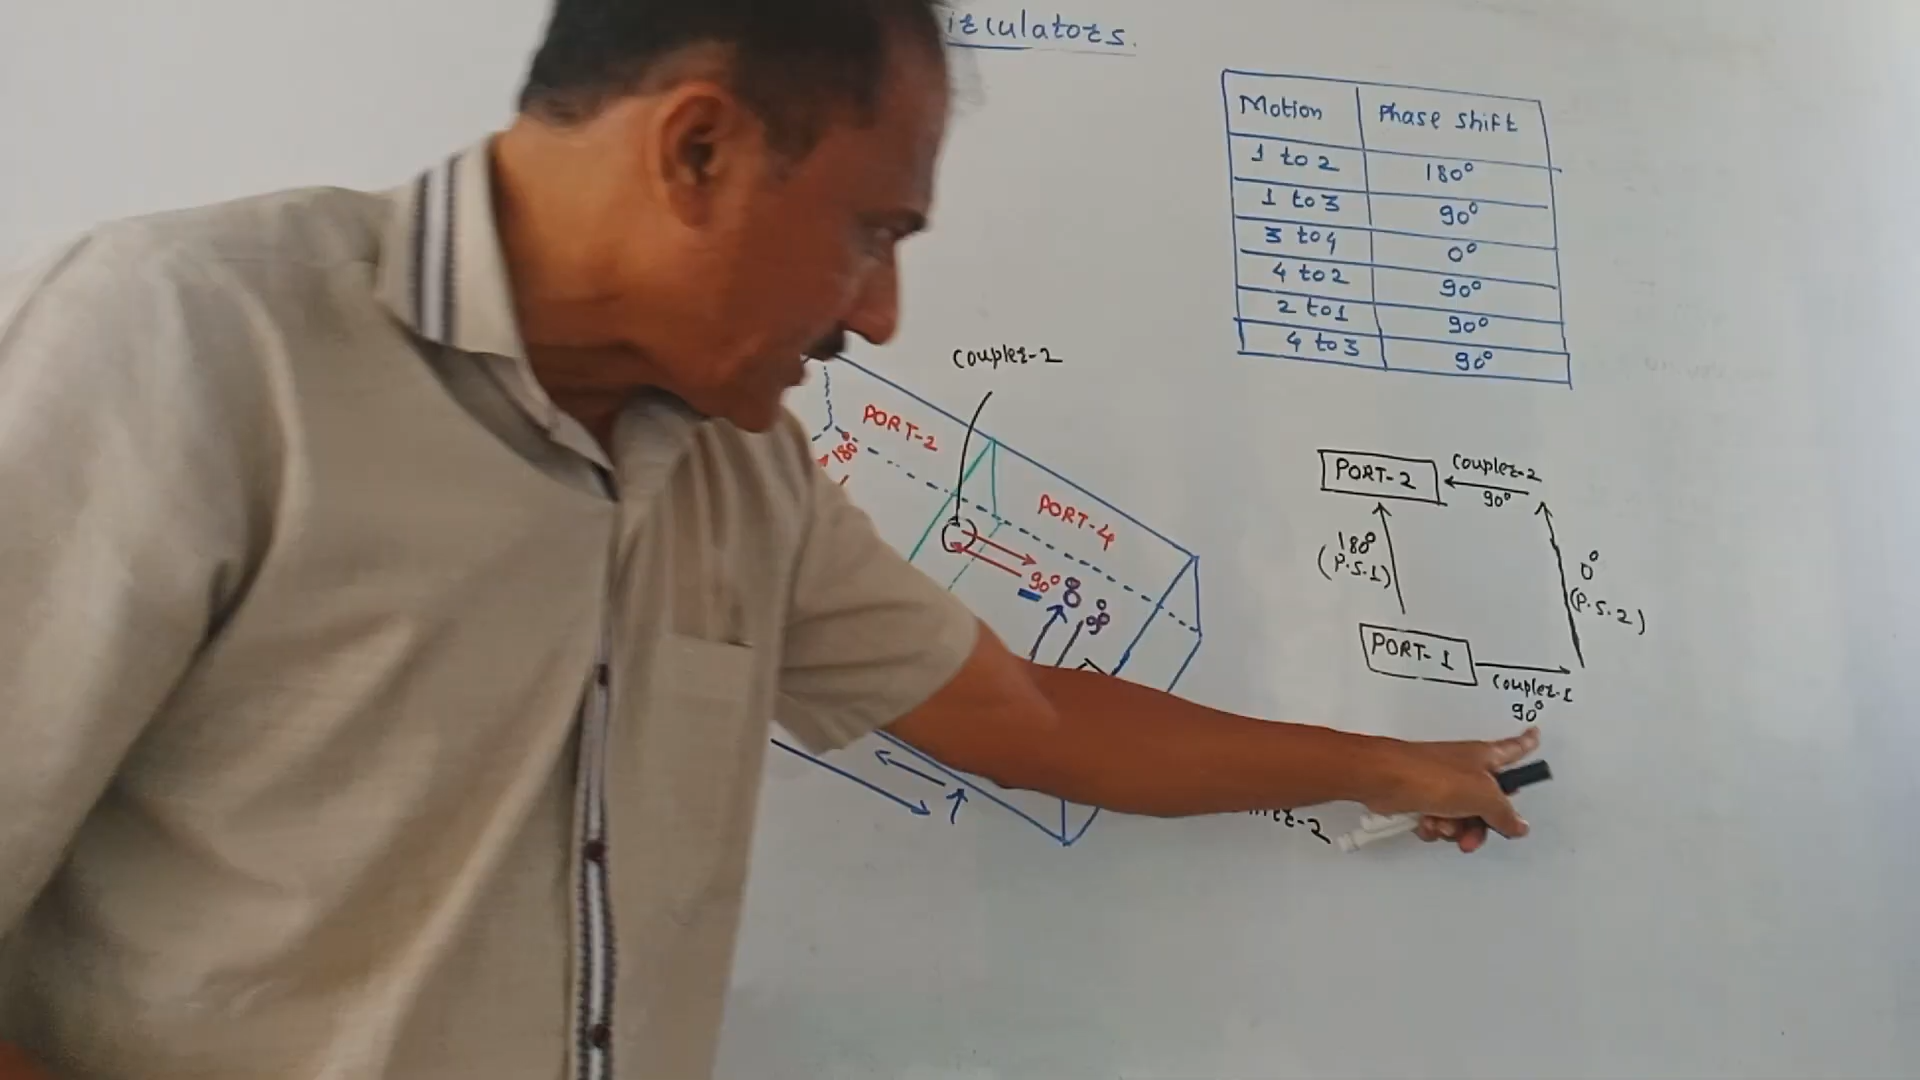 irculators.
Motion Phase shift
1 to 2 180°
1 to 3 90°
3 to 4 0°
4 to 2 90°
2 to 1 90°
4 to 3 90°
Coupler-2
PORT-2
180°
PORT-4
90°
90°
PORT-2
Coupler-2
90°
180°
(P.S.1)
0°
(P.S.2)
PORT-1
Coupler-1
90°